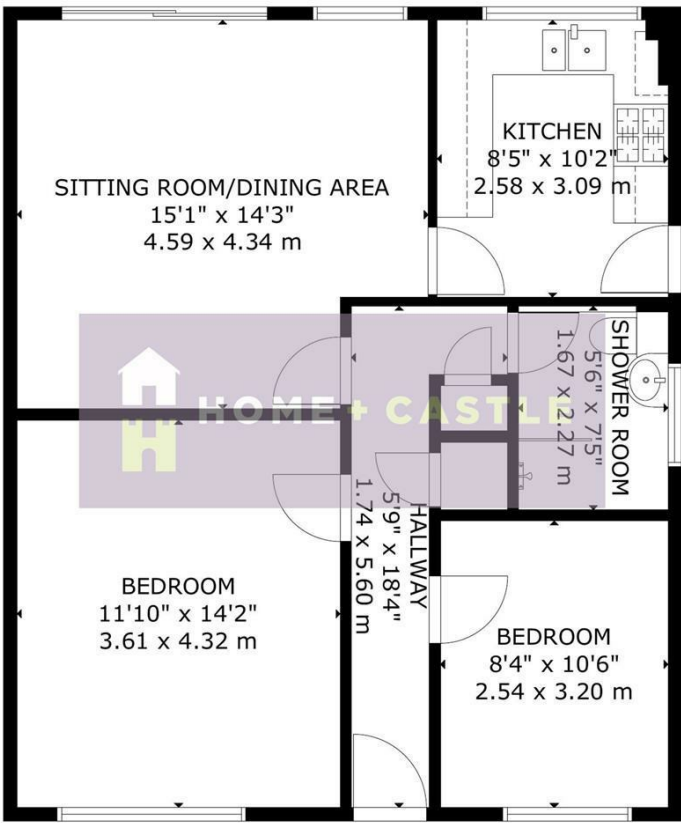 KITCHEN
8'5" x 10'2"
2.58 x 3.09 m
SITTING ROOM/DINING AREA
15'1" x 14'3"
4.59 x 4.34 m
SHOWER ROOM
5'6" x 7'5"
1.67 x 2.27 m
HOME + CASTLE
HALLWAY
5'9" x 18'4"
1.74 x 5.60 m
BEDROOM
11'10" x 14'2"
3.61 x 4.32 m
BEDROOM
8'4" x 10'6"
2.54 x 3.20 m